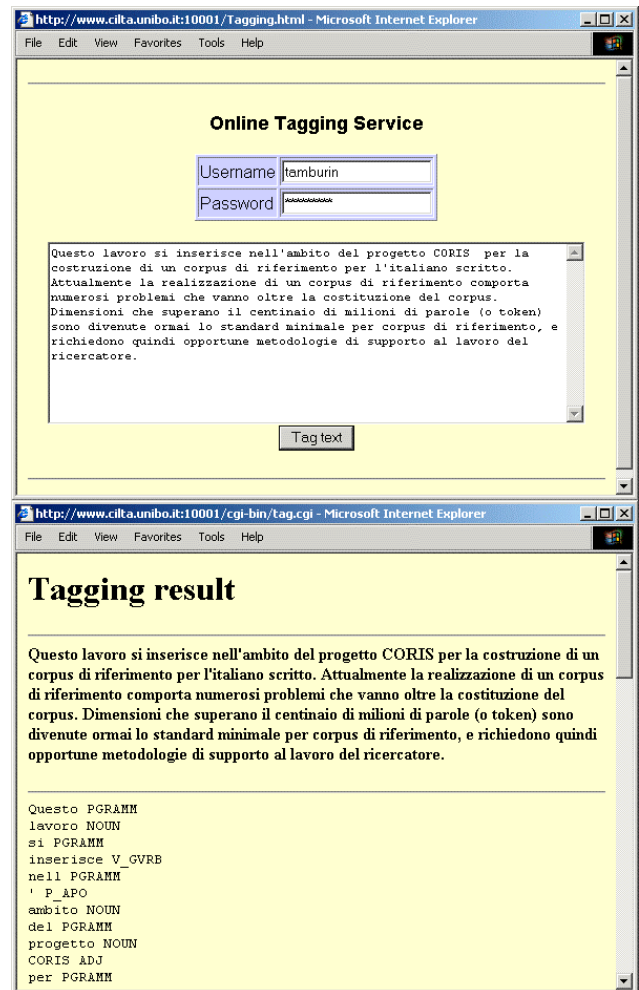 http://www.cilta.unibo.it:10001/Tagging.html - Microsoft Internet Explorer
File Edit View Favorites Tools Help
Online Tagging Service
Username tamburin
Password **********
Questo lavoro si inserisce nell'ambito del progetto CORIS per la
costruzione di un corpus di riferimento per l'italiano scritto.
Attualmente la realizzazione di un corpus di riferimento comporta
numerosi problemi che vanno oltre la costituzione del corpus.
Dimensioni che superano il centinaio di milioni di parole (o token)
sono divenute ormai lo standard minimale per corpus di riferimento, e
richiedono quindi opportune metodologie di supporto al lavoro del
ricercatore.
Tag text
http://www.cilta.unibo.it:10001/cgi-bin/tag.cgi - Microsoft Internet Explorer
File Edit View Favorites Tools Help
Tagging result
Questo lavoro si inserisce nell'ambito del progetto CORIS per la costruzione di un
corpus di riferimento per l'italiano scritto. Attualmente la realizzazione di un corpus
di riferimento comporta numerosi problemi che vanno oltre la costituzione del
corpus. Dimensioni che superano il centinaio di milioni di parole (o token) sono
divenute ormai lo standard minimale per corpus di riferimento, e richiedono quindi
opportune metodologie di supporto al lavoro del ricercatore.
Questo PGRAMM
lavoro NOUN
si PGRAMM
inserisce V_GVRB
nell PGRAMM
' P_APO
ambito NOUN
del PGRAMM
progetto NOUN
CORIS ADJ
per PGRAMM